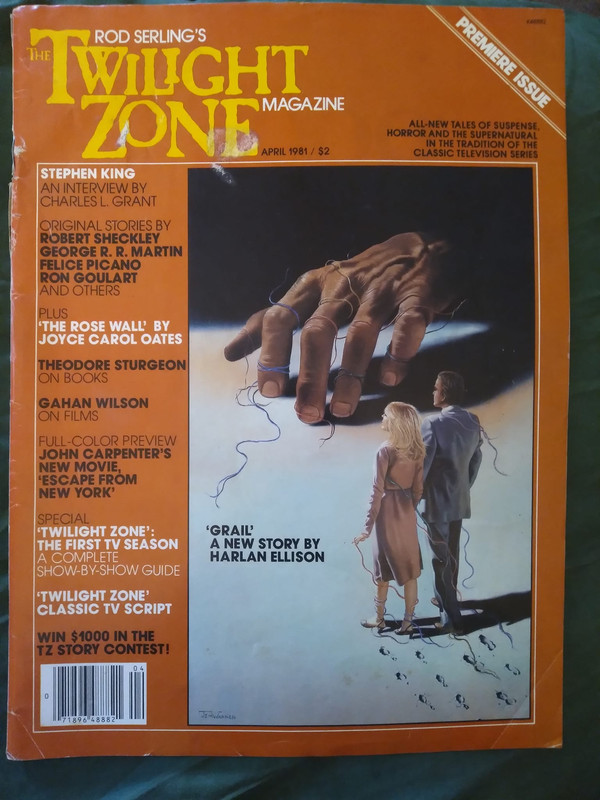 ROD SERLING'S
THE TWILIGHT
ZONE MAGAZINE
APRIL 1981 / $2
PREMIERE ISSUE
ALL-NEW TALES OF SUSPENSE,
HORROR AND THE SUPERNATURAL
IN THE TRADITION OF THE
CLASSIC TELEVISION SERIES
STEPHEN KING
AN INTERVIEW BY
CHARLES L. GRANT
ORIGINAL STORIES BY
ROBERT SHECKLEY
GEORGE R. R. MARTIN
FELICE PICANO
RON GOULART
AND OTHERS
PLUS
'THE ROSE WALL' BY
JOYCE CAROL OATES
THEODORE STURGEON
ON BOOKS
GAHAN WILSON
ON FILMS
FULL-COLOR PREVIEW
JOHN CARPENTER'S
NEW MOVIE,
'ESCAPE FROM
NEW YORK'
SPECIAL
'TWILIGHT ZONE':
THE FIRST TV SEASON
A COMPLETE
SHOW-BY-SHOW GUIDE
'TWILIGHT ZONE'
CLASSIC TV SCRIPT
WIN $1000 IN THE
TZ STORY CONTEST!
'GRAIL'
A NEW STORY BY
HARLAN ELLISON
04
0 71896 48882